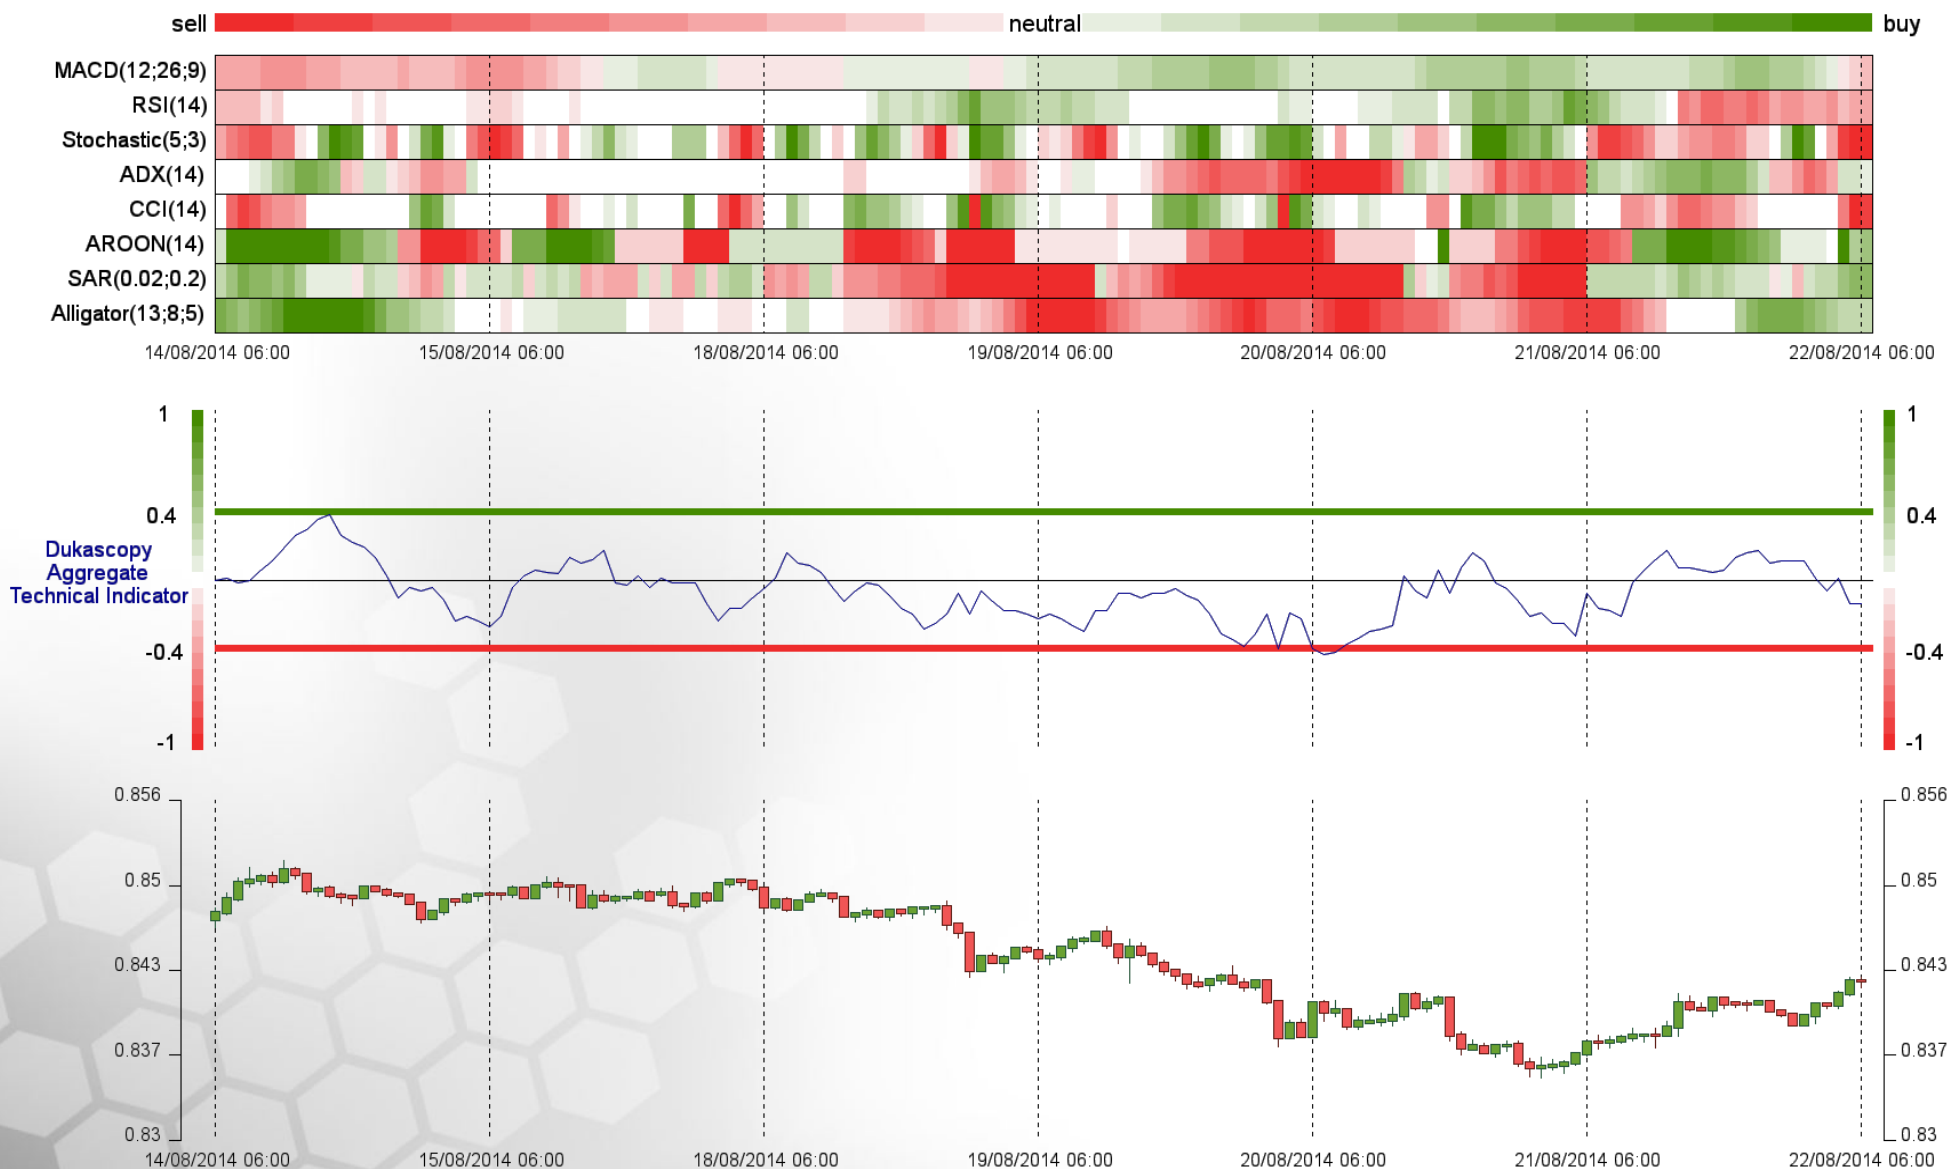 sell neutral buy
MACD(12;26;9)
RSI(14)
Stochastic(5;3)
ADX(14)
CCI(14)
AROON(14)
SAR(0.02;0.2)
Alligator(13;8;5)
14/08/2014 06:00 15/08/2014 06:00 18/08/2014 06:00 19/08/2014 06:00 20/08/2014 06:00 21/08/2014 06:00 22/08/2014 06:00
1 1
0.4 0.4
Dukascopy
Aggregate
Technical Indicator
-0.4 -0.4
-1 -1
0.856 0.856
0.85 0.85
0.843 0.843
0.837 0.837
0.83 0.83
14/08/2014 06:00 15/08/2014 06:00 18/08/2014 06:00 19/08/2014 06:00 20/08/2014 06:00 21/08/2014 06:00 22/08/2014 06:00